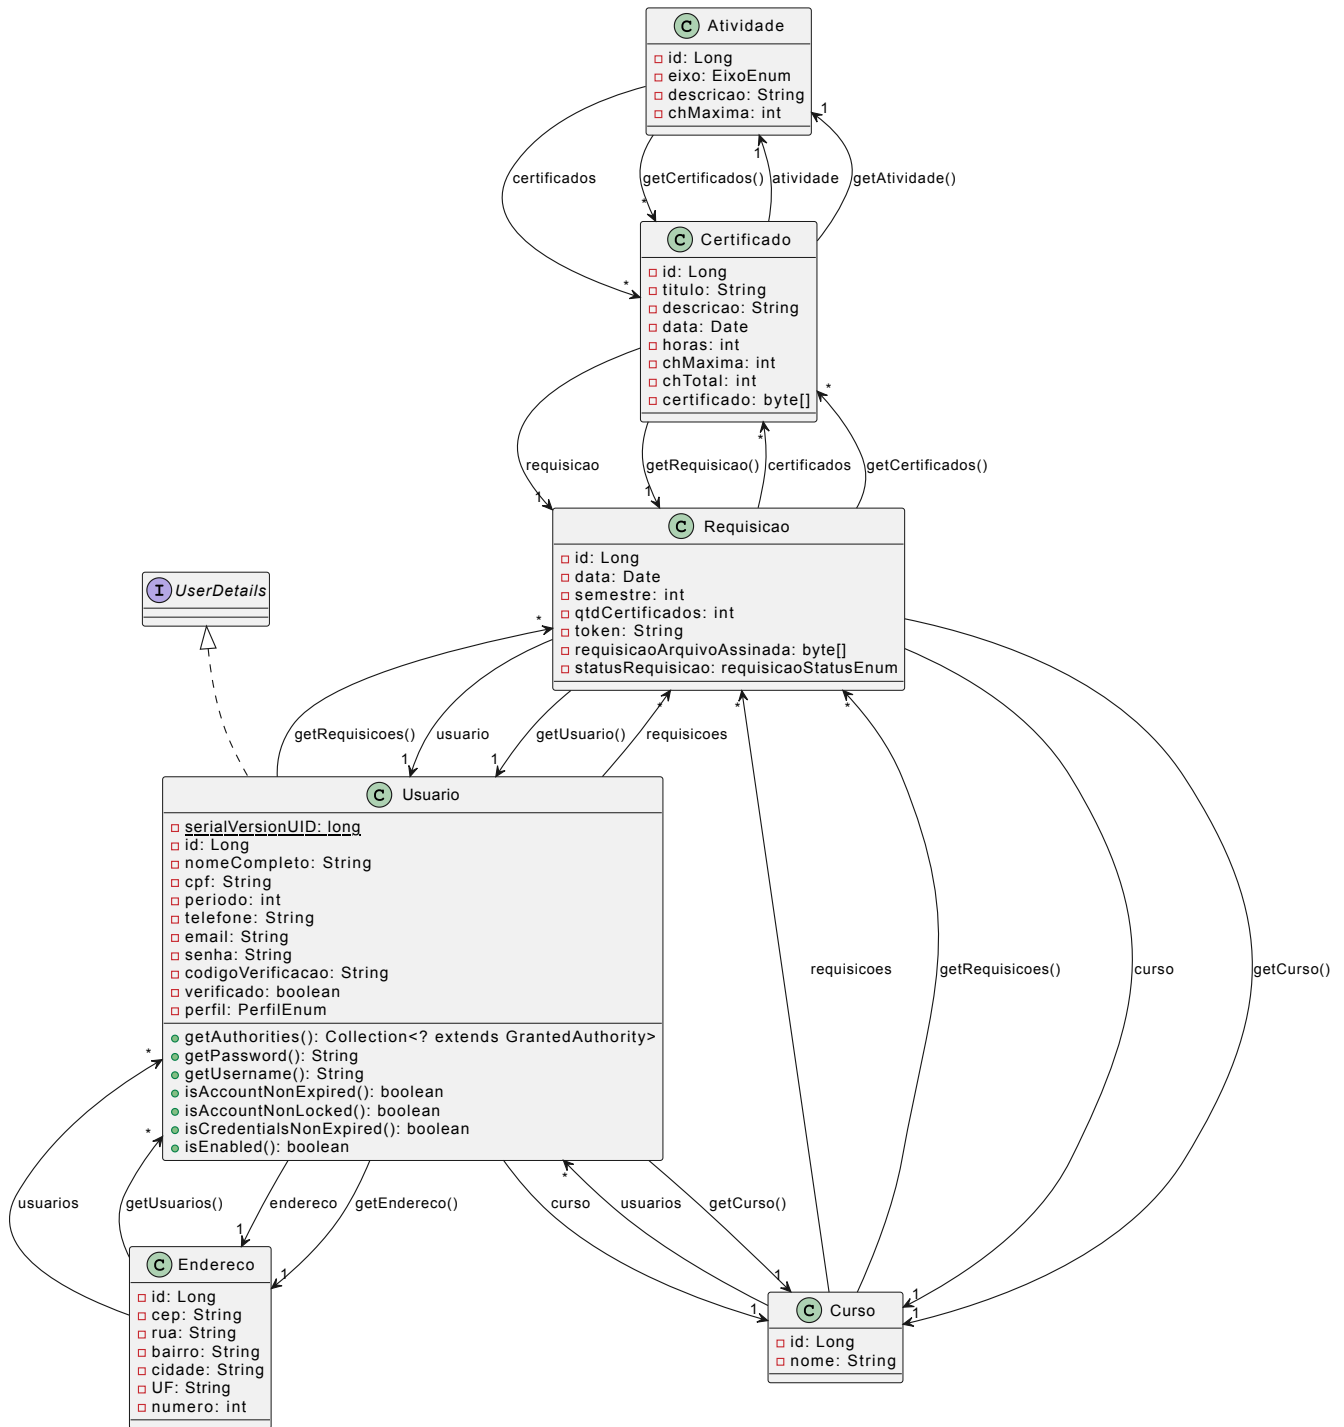 C Atividade
id: Long
eixo: EixoEnum
descricao: String
chMaxima: int
1
1
certificados
getCertificados()
atividade
getAtividade()
*
*
C Certificado
id: Long
titulo: String
descricao: String
data: Date
horas: int
chMaxima: int
chTotal: int
certificado: byte[]
*
*
requisicao
getRequisicao()
certificados
getCertificados()
1
1
C Requisicao
id: Long
data: Date
semestre: int
qtdCertificados: int
token: String
requisicaoArquivoAssinada: byte[]
statusRequisicao: requisicaoStatusEnum
I UserDetails
*
*
*
*
getRequisicoes()
usuario
getUsuario()
requisicoes
1
1
C Usuario
serialVersionUID: long
id: Long
nomeCompleto: String
cpf: String
periodo: int
telefone: String
email: String
senha: String
codigoVerificacao: String
verificado: boolean
perfil: PerfilEnum
getAuthorities(): Collection<? extends GrantedAuthority>
getPassword(): String
getUsername(): String
isAccountNonExpired(): boolean
isAccountNonLocked(): boolean
isCredentialsNonExpired(): boolean
isEnabled(): boolean
requisicoes
getRequisicoes()
curso
getCurso()
*
*
*
usuarios
getUsuarios()
endereco
getEndereco()
curso
usuarios
getCurso()
1
1
1
1
1
1
C Endereco
id: Long
cep: String
rua: String
bairro: String
cidade: String
UF: String
numero: int
C Curso
id: Long
nome: String